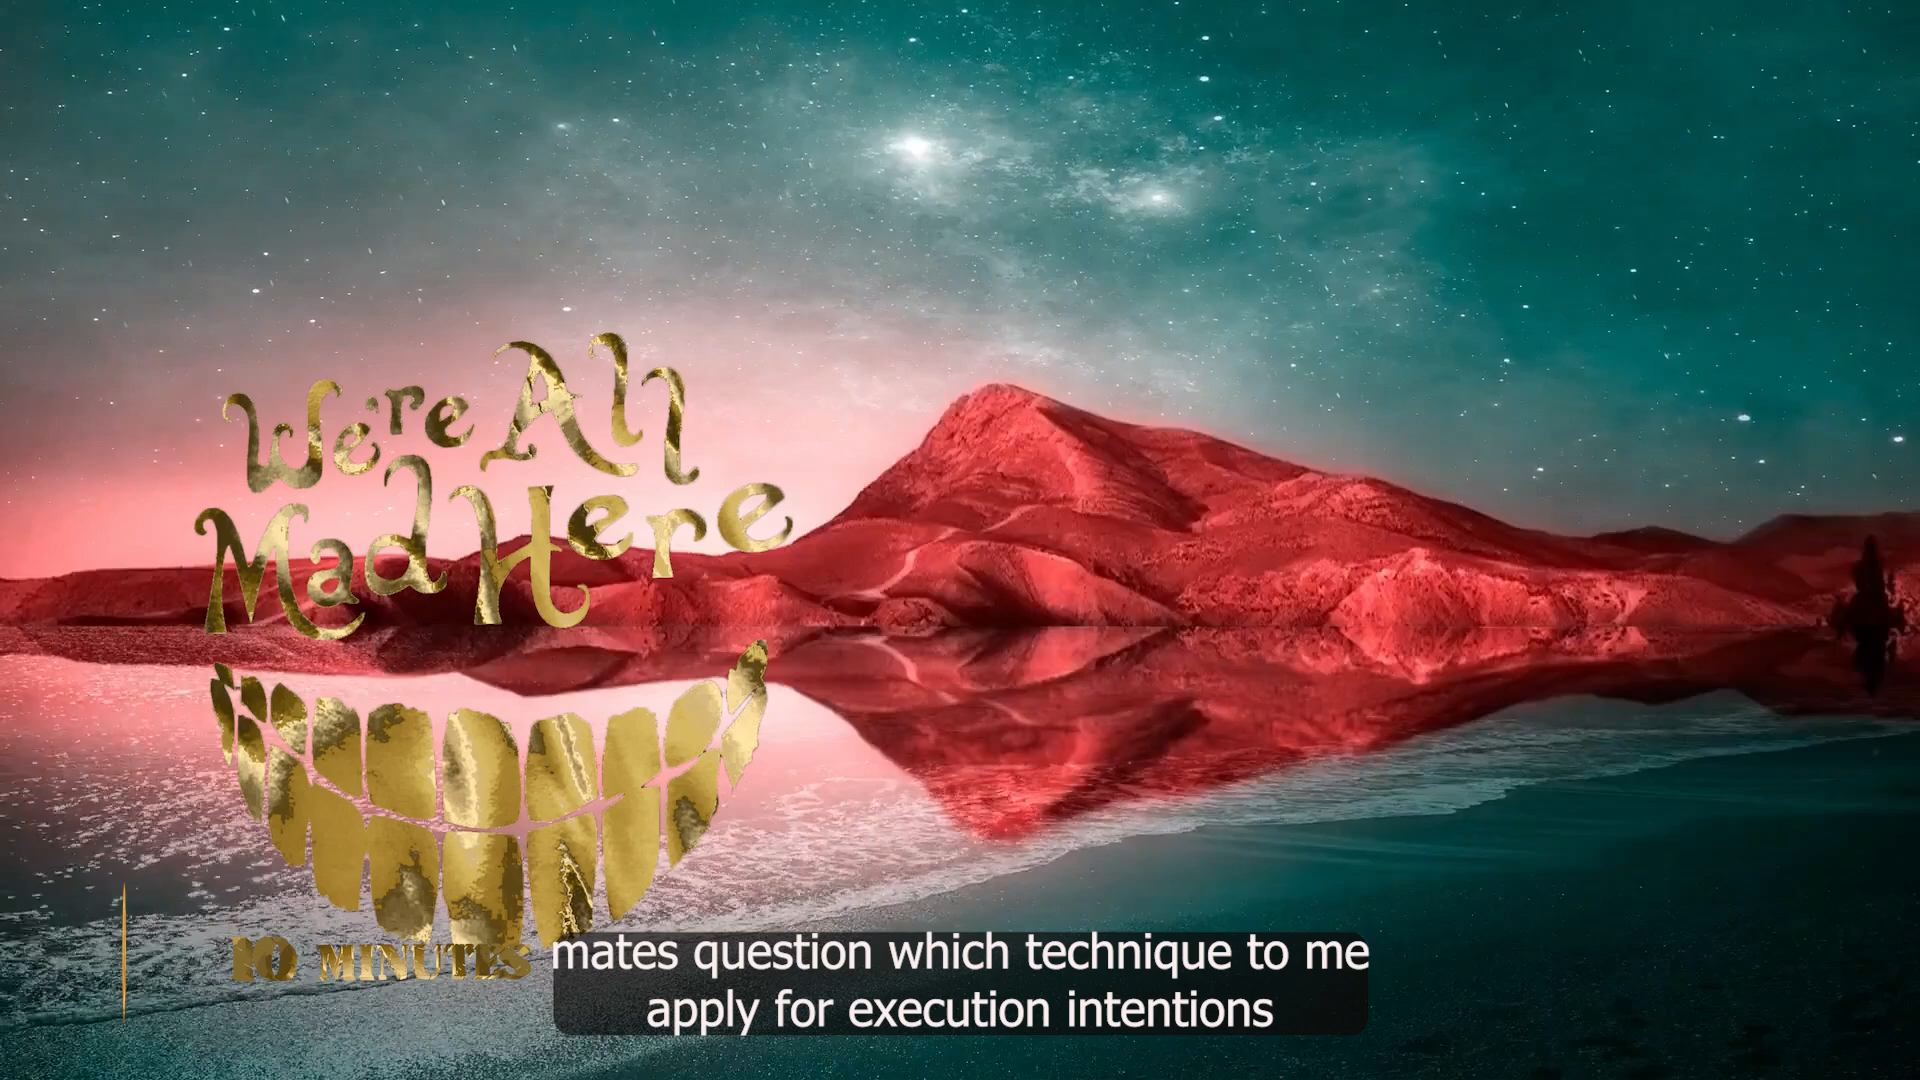 We're All
Mad Here
10 MINUTES
mates question which technique to me
apply for execution intentions